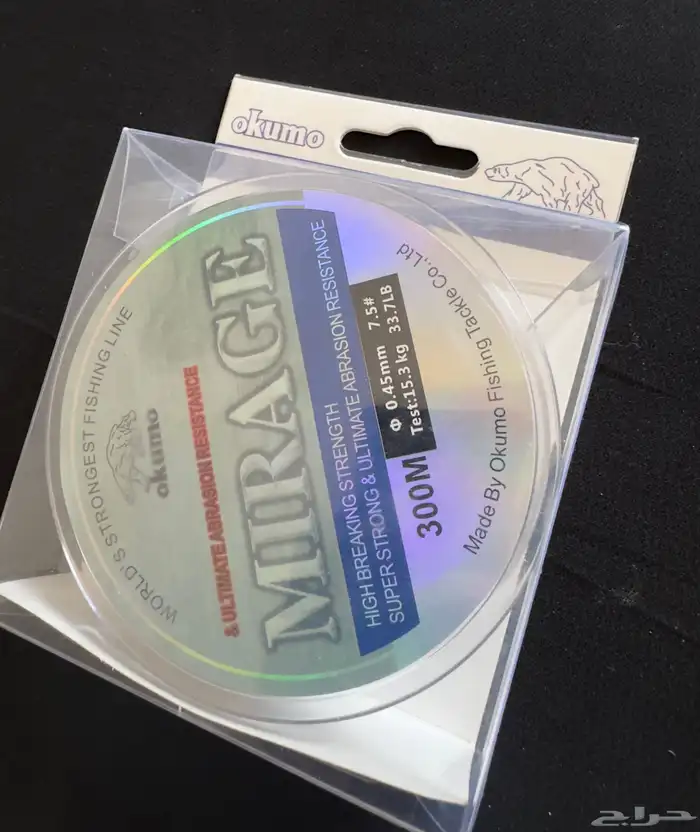 okumo
WORLD'S STRONGEST FISHING LINE
okumo
& ULTIMATE ABRASION RESISTANCE
MIRAGE
HIGH BREAKING STRENGTH
SUPER STRONG & ULTIMATE ABRASION RESISTANCE
Φ 0.45mm 7.5#
Test:15.3 kg 33.7LB
300M
Made By Okumo Fishing Tackle Co.,Ltd
حراج